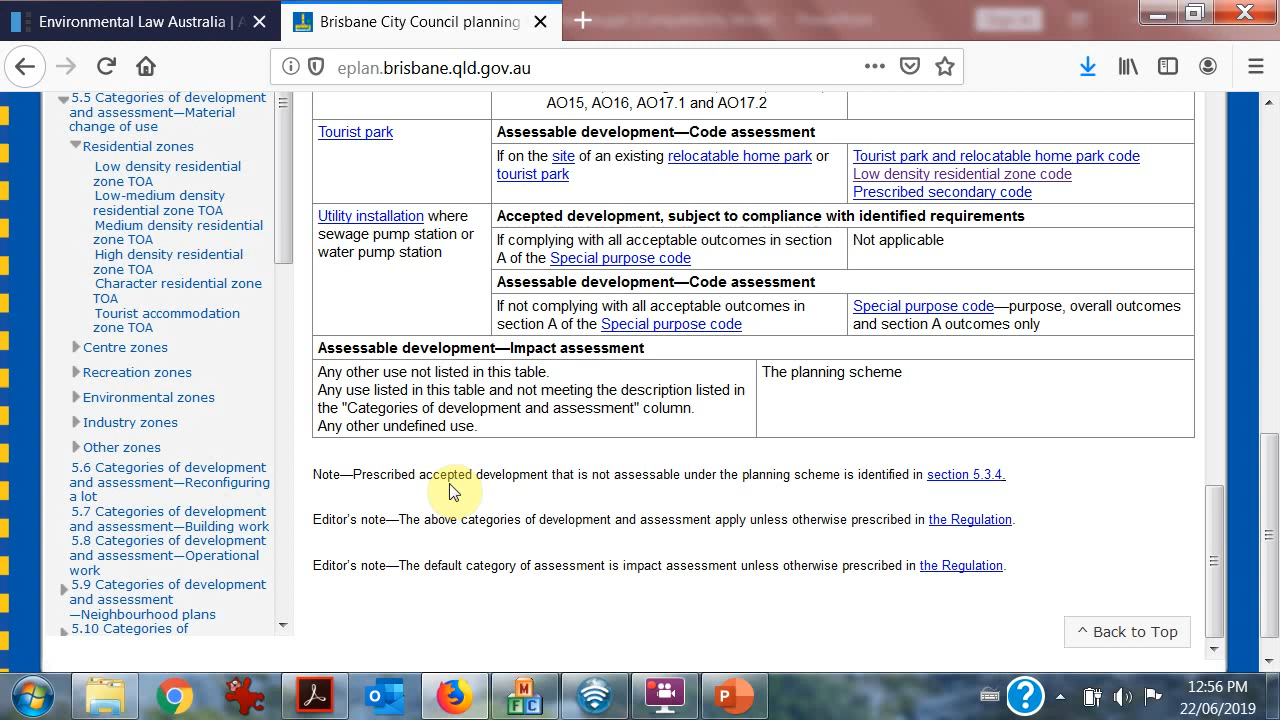 Environmental Law Australia | A
Brisbane City Council planning
eplan.brisbane.qld.gov.au
5.5 Categories of development
and assessment—Material
change of use
Residential zones
Low density residential
zone TOA
Low-medium density
residential zone TOA
Medium density residential
zone TOA
High density residential
zone TOA
Character residential zone
TOA
Tourist accommodation
zone TOA
Centre zones
Recreation zones
Environmental zones
Industry zones
Other zones
5.6 Categories of development
and assessment—Reconfiguring
a lot
5.7 Categories of development
and assessment—Building work
5.8 Categories of development
and assessment—Operational
work
5.9 Categories of development
and assessment
—Neighbourhood plans
5.10 Categories of
AO15, AO16, AO17.1 and AO17.2
Tourist park
Assessable development—Code assessment
If on the site of an existing relocatable home park or
tourist park
Tourist park and relocatable home park code
Low density residential zone code
Prescribed secondary code
Utility installation where
sewage pump station or
water pump station
Accepted development, subject to compliance with identified requirements
If complying with all acceptable outcomes in section
A of the Special purpose code
Not applicable
Assessable development—Code assessment
If not complying with all acceptable outcomes in
section A of the Special purpose code
Special purpose code—purpose, overall outcomes
and section A outcomes only
Assessable development—Impact assessment
Any other use not listed in this table.
Any use listed in this table and not meeting the description listed in
the "Categories of development and assessment" column.
Any other undefined use.
The planning scheme
Note—Prescribed accepted development that is not assessable under the planning scheme is identified in section 5.3.4.
Editor's note—The above categories of development and assessment apply unless otherwise prescribed in the Regulation.
Editor's note—The default category of assessment is impact assessment unless otherwise prescribed in the Regulation.
^ Back to Top
12:56 PM
22/06/2019